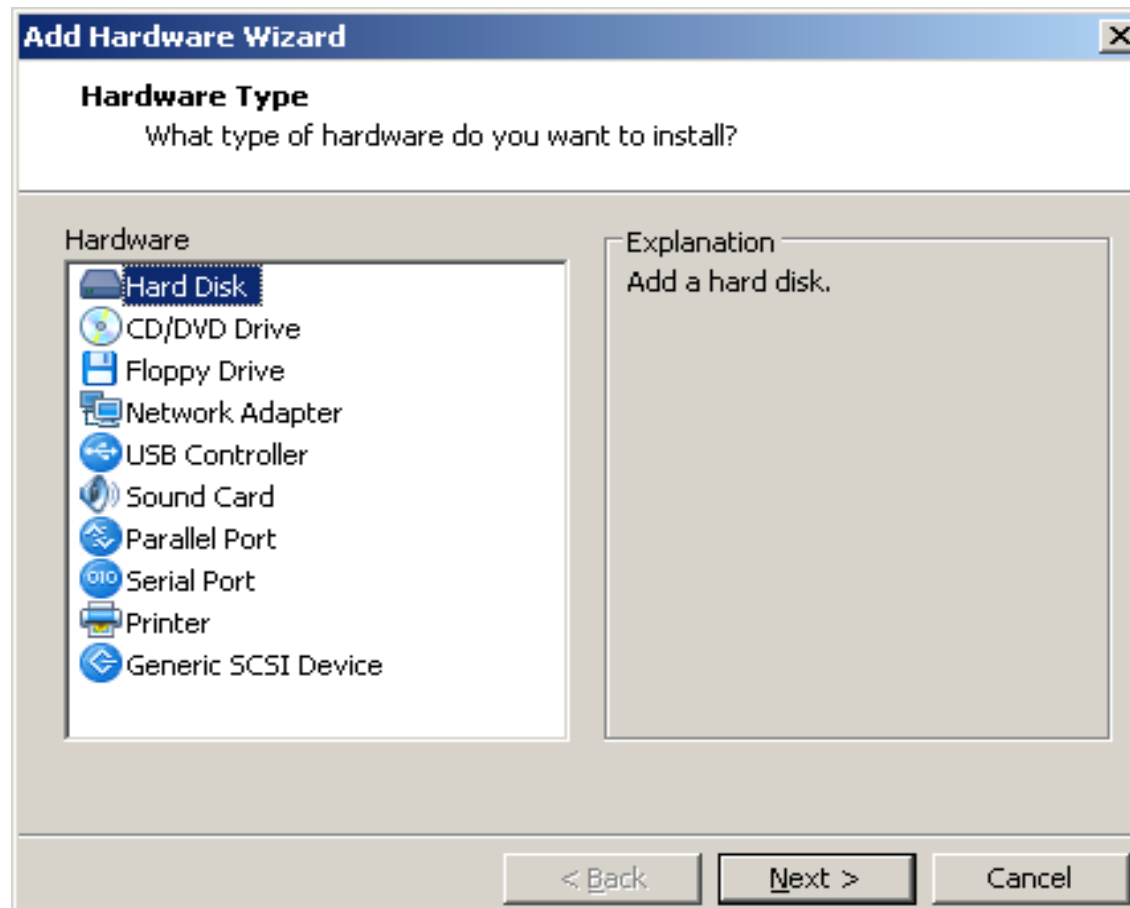 Add Hardware Wizard
Hardware Type
What type of hardware do you want to install?
Hardware
Hard Disk
CD/DVD Drive
Floppy Drive
Network Adapter
USB Controller
Sound Card
Parallel Port
Serial Port
Printer
Generic SCSI Device
Explanation
Add a hard disk.
< Back
Next >
Cancel